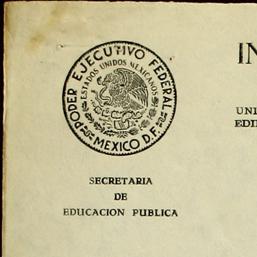 PODER EJECUTIVO FEDERAL
ESTADOS UNIDOS MEXICANOS
MEXICO D.F.
IN
UNI
EDI
SECRETARIA
DE
EDUCACION PUBLICA